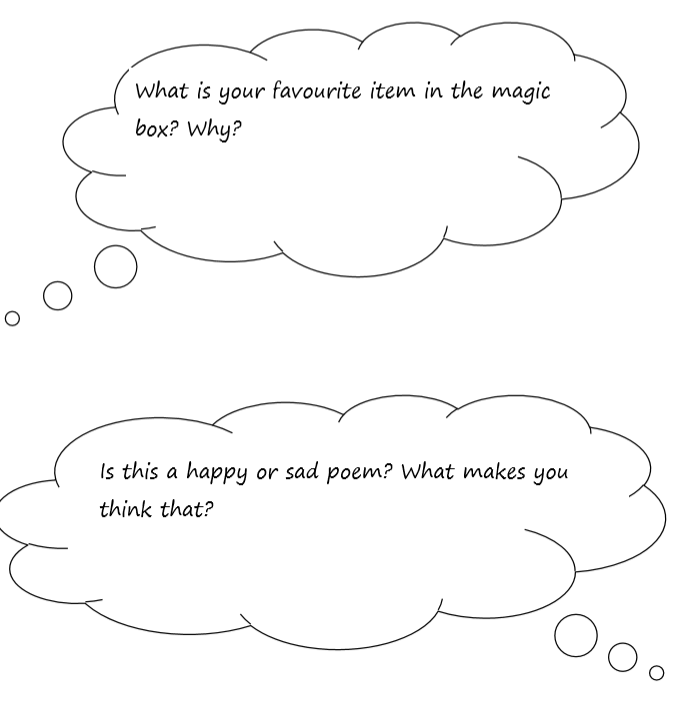 What is your favourite item in the magic
box? Why?
Is this a happy or sad poem? What makes you
think that?